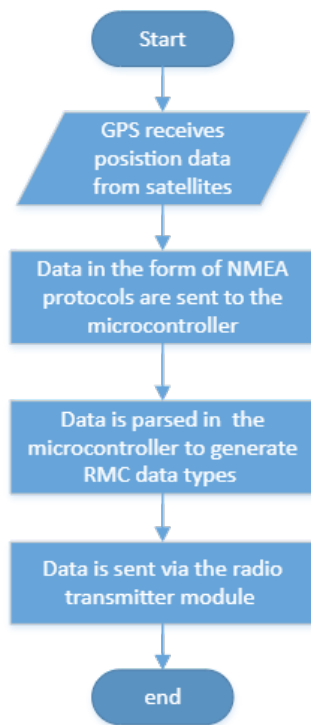 Start
GPS receives
posistion data
from satellites
Data in the form of NMEA
protocols are sent to the
microcontroller
Data is parsed in  the
microcontroller to generate
RMC data types
Data is sent via the radio
transmitter module
end